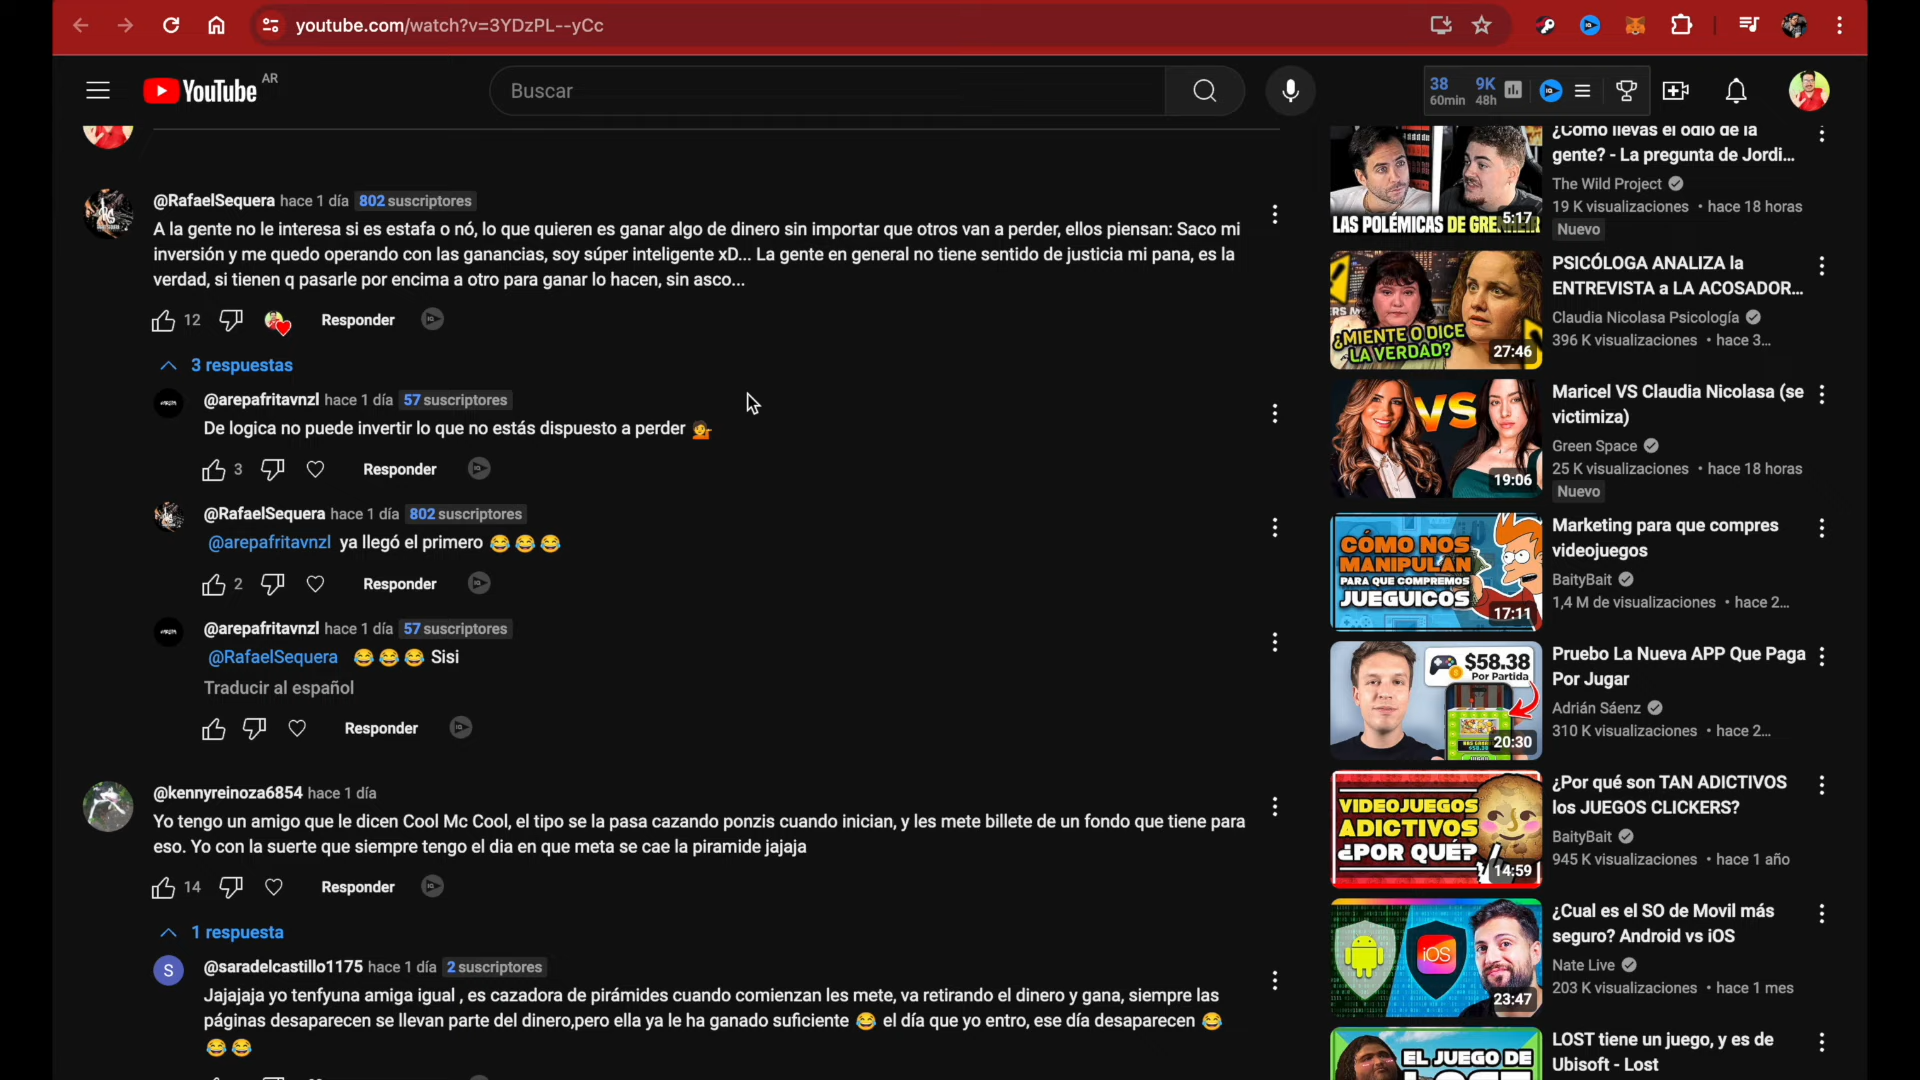 youtube.com/watch?v=3YDzPL--yCc
YouTube AR
Buscar
38 60min
9K 48h
@RafaelSequera hace 1 día 802 suscriptores
A la gente no le interesa si es estafa o nó, lo que quieren es ganar algo de dinero sin importar que otros van a perder, ellos piensan: Saco mi
inversión y me quedo operando con las ganancias, soy súper inteligente xD... La gente en general no tiene sentido de justicia mi pana, es la
verdad, si tienen q pasarle por encima a otro para ganar lo hacen, sin asco...
12 Responder
3 respuestas
@arepafritavnzl hace 1 día 57 suscriptores
De logica no puede invertir lo que no estás dispuesto a perder 💁
3 Responder
@RafaelSequera hace 1 día 802 suscriptores
@arepafritavnzl ya llegó el primero 😂😂😂
2 Responder
@arepafritavnzl hace 1 día 57 suscriptores
@RafaelSequera 😂😂😂 Sisi
Traducir al español
Responder
@kennyreinoza6854 hace 1 día
Yo tengo un amigo que le dicen Cool Mc Cool, el tipo se la pasa cazando ponzis cuando inician, y les mete billete de un fondo que tiene para
eso. Yo con la suerte que siempre tengo el dia en que meta se cae la piramide jajaja
14 Responder
1 respuesta
S
@saradelcastillo1175 hace 1 día 2 suscriptores
Jajajaja yo tenfyuna amiga igual , es cazadora de pirámides cuando comienzan les mete, va retirando el dinero y gana, siempre las
páginas desaparecen se llevan parte del dinero,pero ella ya le ha ganado suficiente 😂 el día que yo entro, ese día desaparecen 😂
😂😂
LAS POLÉMICAS DE
5:17
¿Como llevas el odio de la
gente? - La pregunta de Jordi...
The Wild Project
19 K visualizaciones • hace 18 horas
Nuevo
¿MIENTE O DICE
LA VERDAD?
27:46
PSICÓLOGA ANALIZA la
ENTREVISTA a LA ACOSADOR...
Claudia Nicolasa Psicología
396 K visualizaciones • hace 3...
VS
19:06
Maricel VS Claudia Nicolasa (se
victimiza)
Green Space
25 K visualizaciones • hace 18 horas
Nuevo
CÓMO NOS
MANIPULAN
PARA QUE COMPREMOS
JUEGUICOS
17:11
Marketing para que compres
videojuegos
BaityBait
1,4 M de visualizaciones • hace 2...
$58.38
Por Partida
20:30
Pruebo La Nueva APP Que Paga
Por Jugar
Adrián Sáenz
310 K visualizaciones • hace 2...
VIDEOJUEGOS
ADICTIVOS
¿POR QUÉ?
14:59
¿Por qué son TAN ADICTIVOS
los JUEGOS CLICKERS?
BaityBait
945 K visualizaciones • hace 1 año
iOS
23:47
¿Cual es el SO de Movil más
seguro? Android vs iOS
Nate Live
203 K visualizaciones • hace 1 mes
EL JUEGO DE
LOST tiene un juego, y es de
Ubisoft - Lost